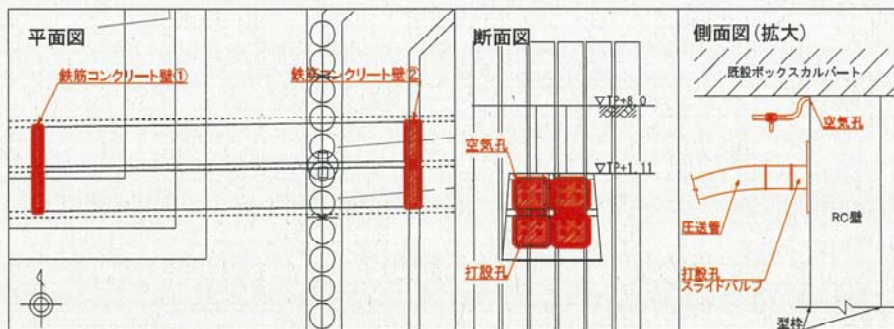 平面図
鉄筋コンクリート壁①
鉄筋コンクリート壁②
断面図
▽TP+8.0
空気孔
▽TP+1.11
打設孔
側面図(拡大)
既設ボックスカルバート
空気孔
圧送管
RC壁
打設孔
スライドバルブ
型枠